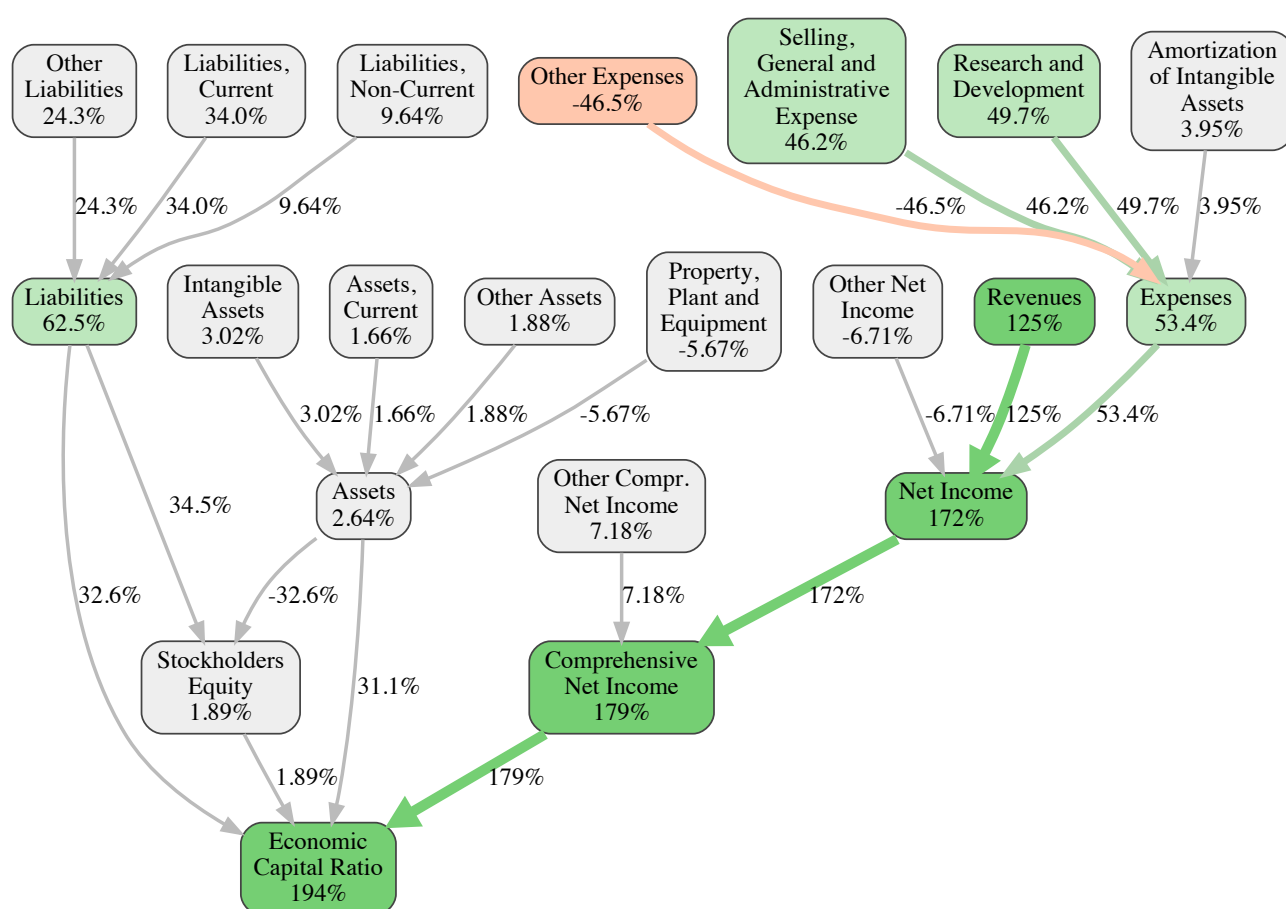 Other
Liabilities
24.3%
Liabilities,
Current
34.0%
Liabilities,
Non-Current
9.64%
Other Expenses
-46.5%
Selling,
General and
Administrative
Expense
46.2%
Research and
Development
49.7%
Amortization
of Intangible
Assets
3.95%
24.3%
34.0%
9.64%
-46.5%
46.2%
49.7%
3.95%
Liabilities
62.5%
Intangible
Assets
3.02%
Assets,
Current
1.66%
Other Assets
1.88%
Property,
Plant and
Equipment
-5.67%
Other Net
Income
-6.71%
Revenues
125%
Expenses
53.4%
3.02%
1.66%
1.88%
-5.67%
-6.71%
125%
53.4%
Assets
2.64%
Other Compr.
Net Income
7.18%
Net Income
172%
34.5%
32.6%
-32.6%
7.18%
172%
Stockholders
Equity
1.89%
31.1%
Comprehensive
Net Income
179%
1.89%
179%
Economic
Capital Ratio
194%